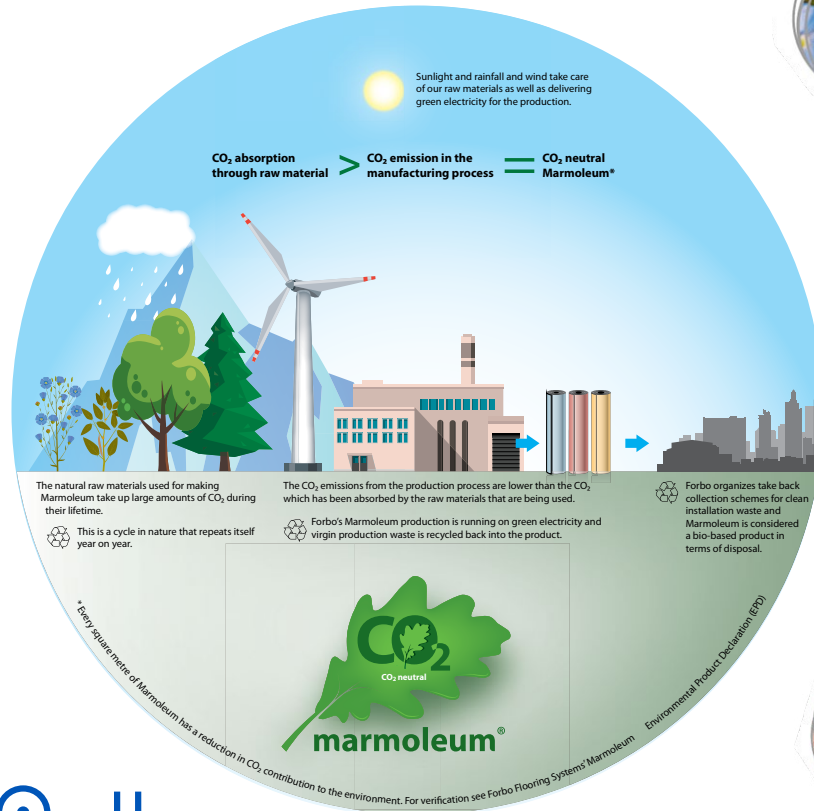 Sunlight and rainfall and wind take care
of our raw materials as well as delivering
green electricity for the production.
CO₂ absorption
through raw material
>
CO₂ emission in the
manufacturing process
=
CO₂ neutral
Marmoleum*
The natural raw materials used for making
Marmoleum take up large amounts of CO₂ during
their lifetime.
This is a cycle in nature that repeats itself
year on year.
The CO₂ emissions from the production process are lower than the CO₂
which has been absorbed by the raw materials that are being used.
Forbo's Marmoleum production is running on green electricity and
virgin production waste is recycled back into the product.
Forbo organizes take back
collection schemes for clean
installation waste and
Marmoleum is considered
a bio-based product in
terms of disposal.
CO2
CO₂ neutral
marmoleum®
* Every square metre of Marmoleum has a reduction in CO₂ contribution to the environment. For verification see Forbo Flooring Systems' Marmoleum Environmental Product Declaration (EPD)